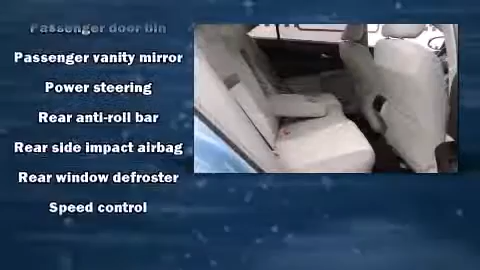 Passenger door bin
Passenger vanity mirror
Power steering
Rear anti-roll bar
Rear side impact airbag
Rear window defroster
Speed control